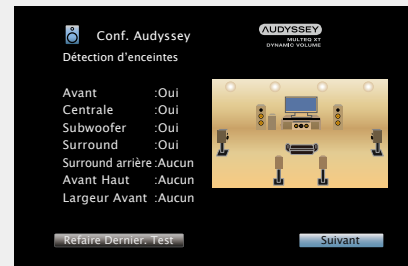 Conf. Audyssey
AUDYSSEY
MULTEQ XT
DYNAMIC VOLUME
Détection d'enceintes
Avant :Oui
Centrale :Oui
Subwoofer :Oui
Surround :Oui
Surround arrière :Aucun
Avant Haut :Aucun
Largeur Avant :Aucun
Refaire Dernier. Test
Suivant